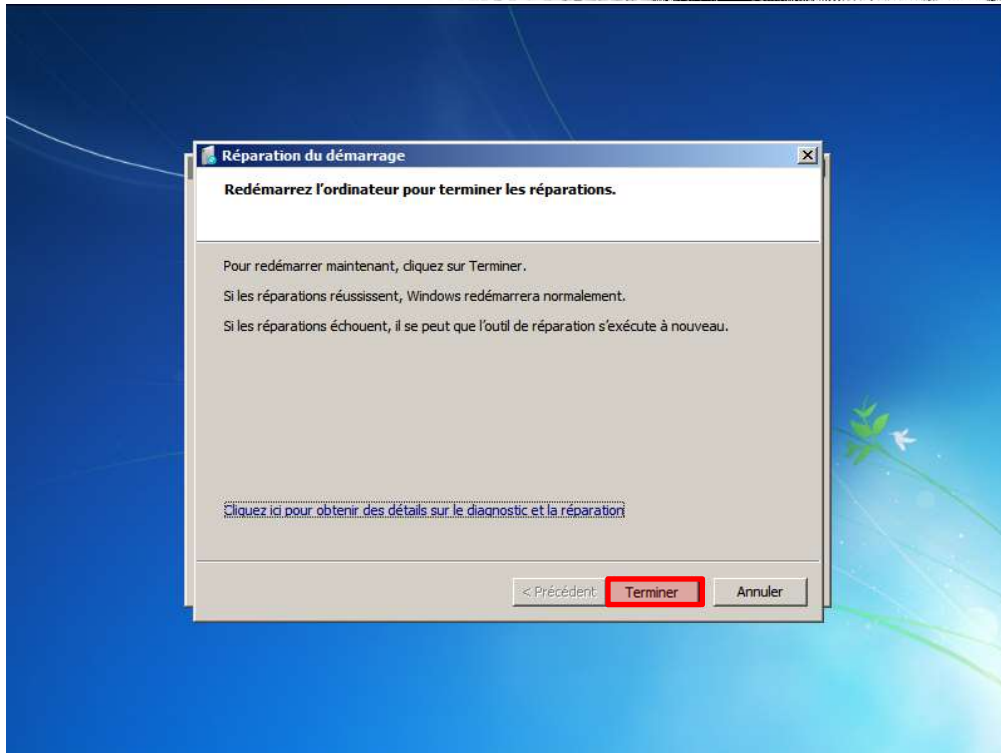 Réparation du démarrage
Redémarrez l'ordinateur pour terminer les réparations.
Pour redémarrer maintenant, cliquez sur Terminer.
Si les réparations réussissent, Windows redémarrera normalement.
Si les réparations échouent, il se peut que l'outil de réparation s'exécute à nouveau.
Cliquez ici pour obtenir des détails sur le diagnostic et la réparation
< Précédent Terminer Annuler